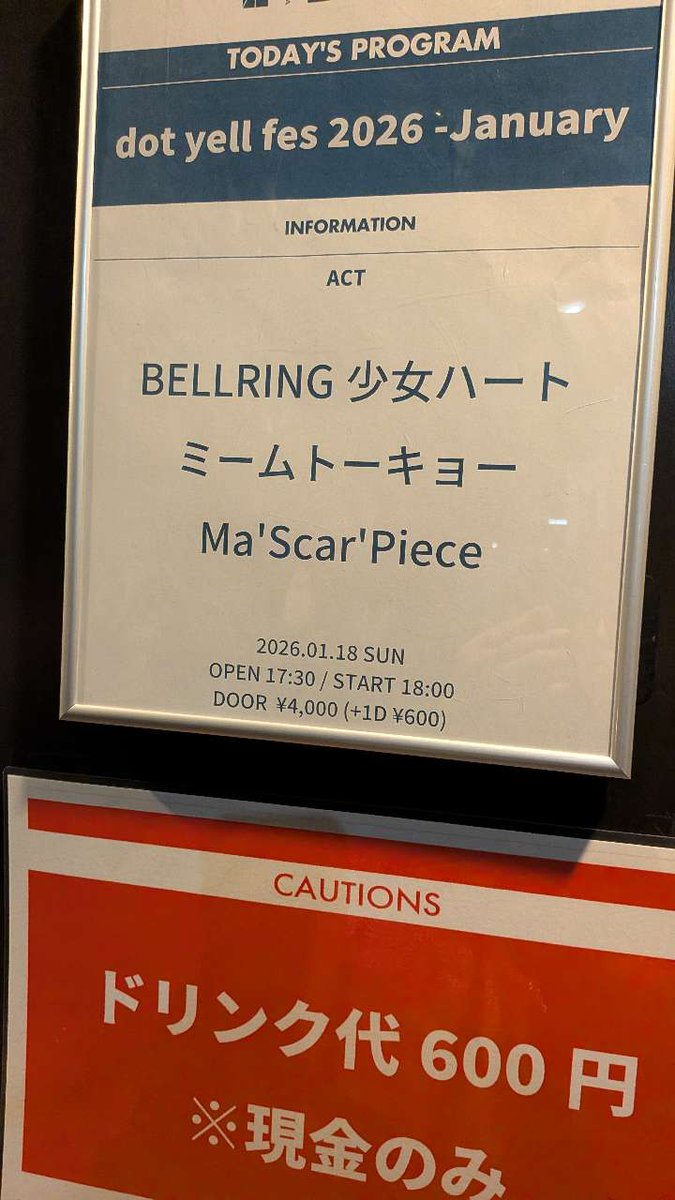 TODAY'S PROGRAM
dot yell fes 2026 -January
INFORMATION
ACT
BELLRING 少女ハート
ミームトーキョー
Ma'Scar'Piece
2026.01.18 SUN
OPEN 17:30 / START 18:00
DOOR ¥4,000 (+1D ¥600)
CAUTIONS
ドリンク代 600 円
※現金のみ